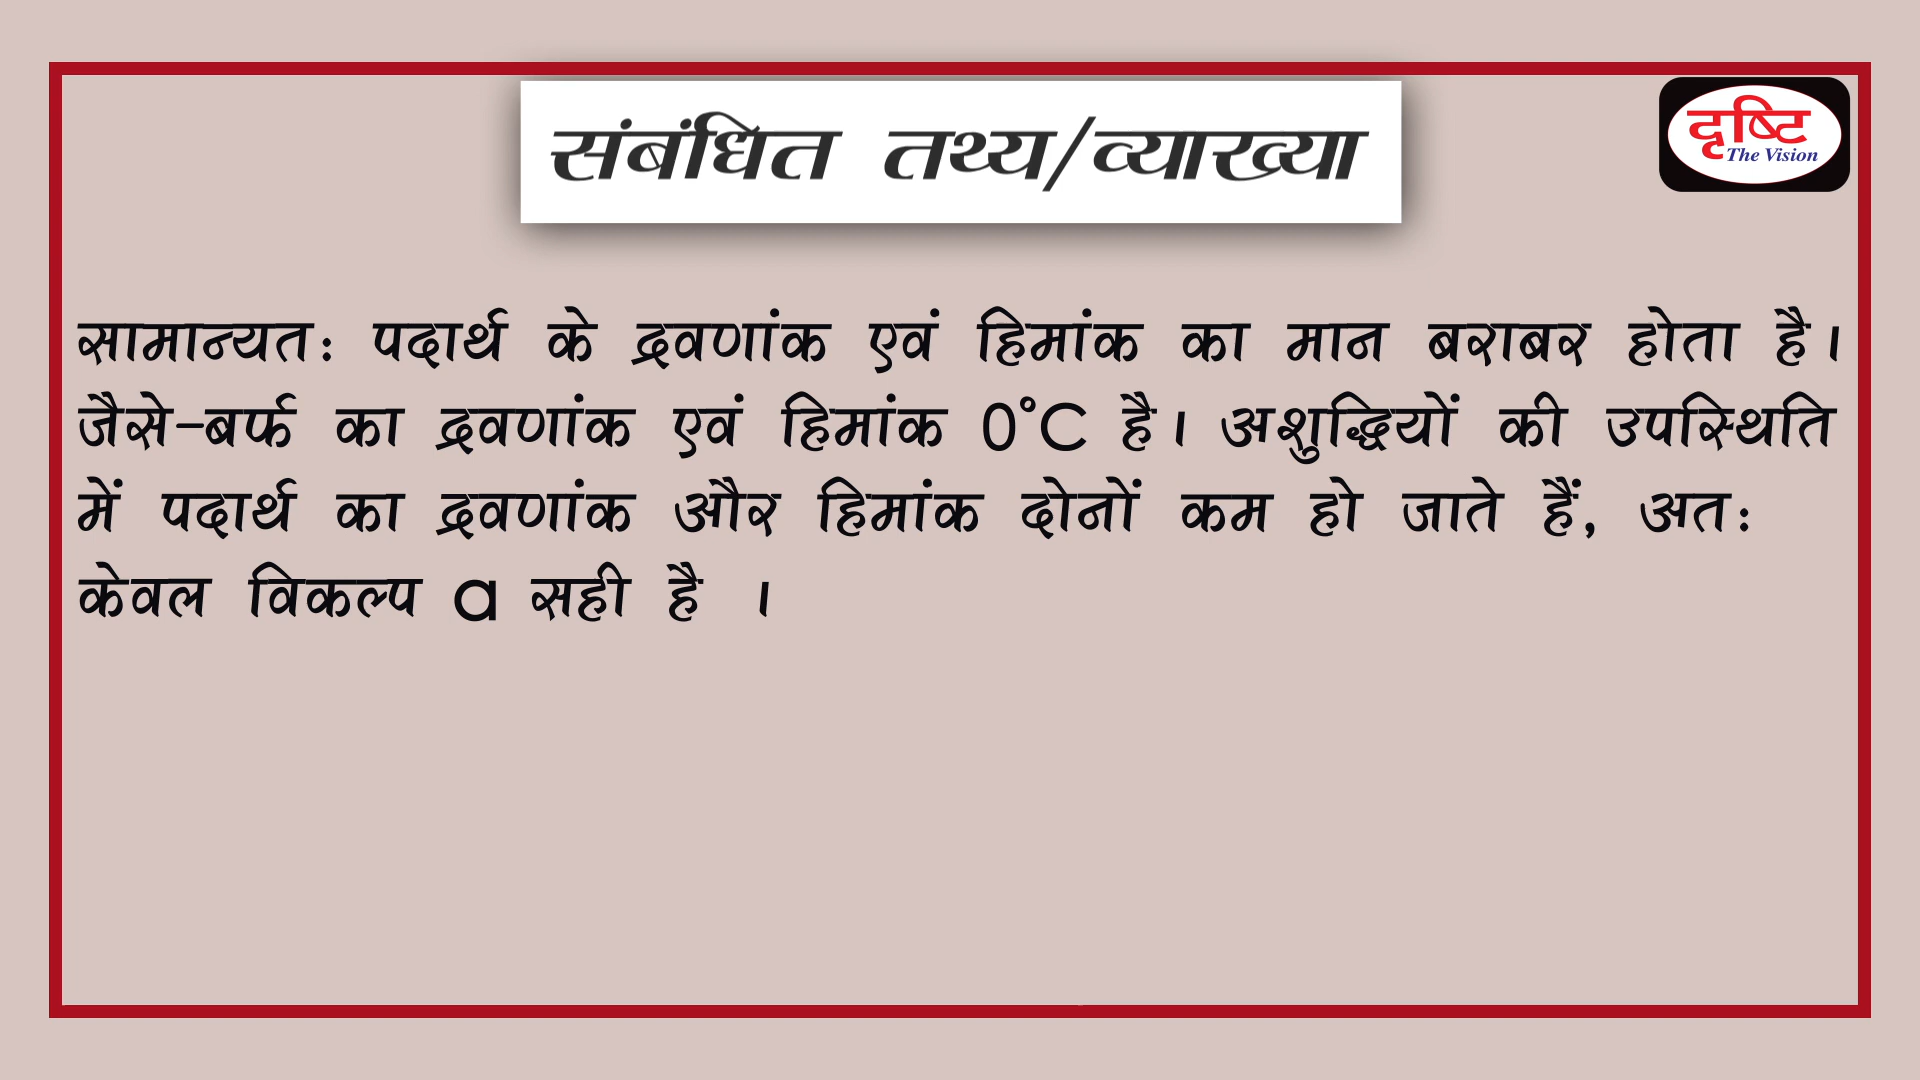 संबंधित तथ्य/व्याख्या
दृष्टि
The Vision
सामान्यतः पदार्थ के द्रवणांक एवं हिमांक का मान बराबर होता है।
जैसे-बर्फ का द्रवणांक एवं हिमांक 0°C है। अशुद्धियों की उपस्थिति
में पदार्थ का द्रवणांक और हिमांक दोनों कम हो जाते हैं, अतः
केवल विकल्प a सही है ।